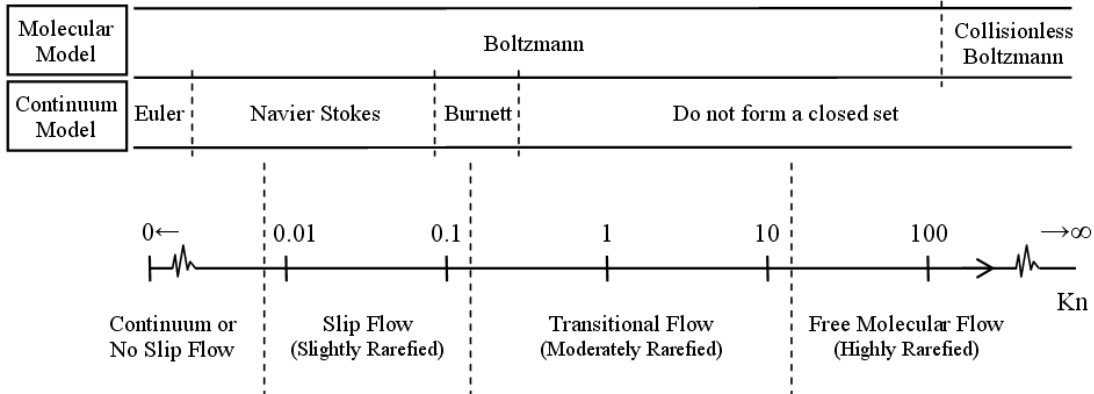 Molecular
Model
Boltzmann
Collisionless
Boltzmann
Continuum
Model
Euler
Navier Stokes
Burnett
Do not form a closed set
0←
0.01
0.1
1
10
100
→∞
Kn
Continuum or
No Slip Flow
Slip Flow
(Slightly Rarefied)
Transitional Flow
(Moderately Rarefied)
Free Molecular Flow
(Highly Rarefied)